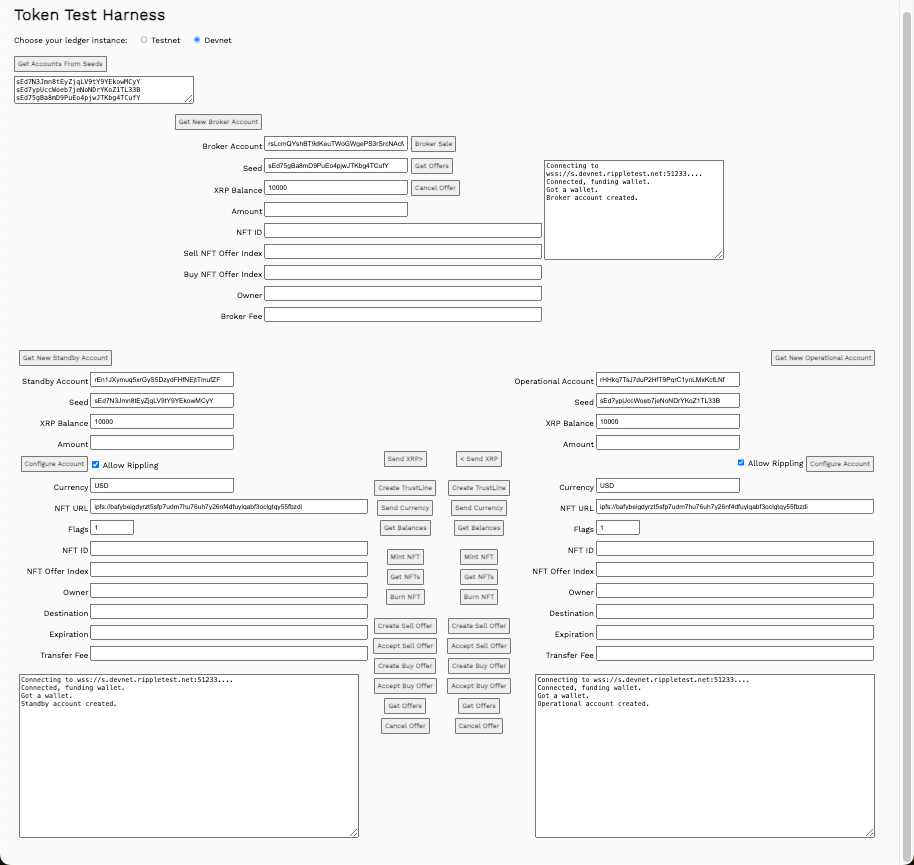 Token Test Harness
Choose your ledger instance: Testnet Devnet
Get Accounts From Seeds
sEd7N3Jmn8tEyZjqLV9tY9YEkowMCyY
sEd7ypUccWoeb7jeNoNDrYKoZ1TL33B
sEd75gBa8mD9PuEo4pjwJTKbg4TCufY
Get New Broker Account
Broker Account Broker Sale
Seed sEd75gBa8mD9PuEo4pjwJTKbg4TCufY Get Offers
XRP Balance 10000 Cancel Offer
Amount
NFT ID
Sell NFT Offer Index
Buy NFT Offer Index
Owner
Broker Fee
Connecting to
wss://s.devnet.rippletest.net:51233....
Connected, funding wallet.
Got a wallet.
Broker account created.
Get New Standby Account
Standby Account rEn1JXymuq5xrGyS5DzydFHfNEjtTmufZF
Seed sEd7N3Jmn8tEyZjqLV9tY9YEkowMCyY
XRP Balance 10000
Amount
Configure Account Allow Rippling
Currency USD
NFT URL ipfs://bafybeigdyrzt5sfp7udm7hu76uh7y26nf4dfuylqabf3oclgtqy55fbzdi
Flags 1
NFT ID
NFT Offer Index
Owner
Destination
Expiration
Transfer Fee
Connecting to wss://s.devnet.rippletest.net:51233....
Connected, funding wallet.
Got a wallet.
Standby account created.
Send XRP> < Send XRP
Create TrustLine Create TrustLine
Send Currency Send Currency
Get Balances Get Balances
Mint NFT Mint NFT
Get NFTs Get NFTs
Burn NFT Burn NFT
Create Sell Offer Create Sell Offer
Accept Sell Offer Accept Sell Offer
Create Buy Offer Create Buy Offer
Accept Buy Offer Accept Buy Offer
Get Offers Get Offers
Cancel Offer Cancel Offer
Get New Operational Account
Operational Account rHHkq7TsJ7duP2HfT9PqrC1ynLMxKcfLNf
Seed sEd7ypUccWoeb7jeNoNDrYKoZ1TL33B
XRP Balance 10000
Amount
Allow Rippling Configure Account
Currency USD
NFT URL ipfs://bafybeigdyrzt5sfp7udm7hu76uh7y26nf4dfuylqabf3oclgtqy55fbzdi
Flags 1
NFT ID
NFT Offer Index
Owner
Destination
Expiration
Transfer Fee
Connecting to wss://s.devnet.rippletest.net:51233....
Connected, funding wallet.
Got a wallet.
Operational account created.